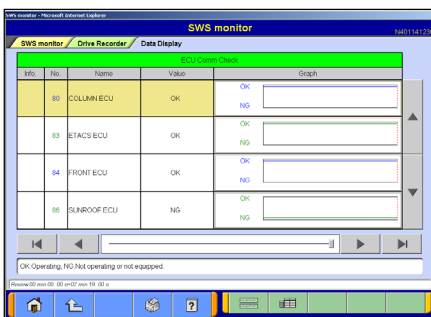 SWS monitor - Microsoft Internet Explorer
SWS monitor
N401141230
SWS monitor Drive Recorder Data Display
ECU Comm Check
Info. No. Name Value Graph
80 COLUMN ECU OK OK NG
83 ETACS ECU OK OK NG
84 FRONT ECU OK OK NG
86 SUNROOF ECU NG OK NG
OK:Operating, NG:Not operating or not equipped.